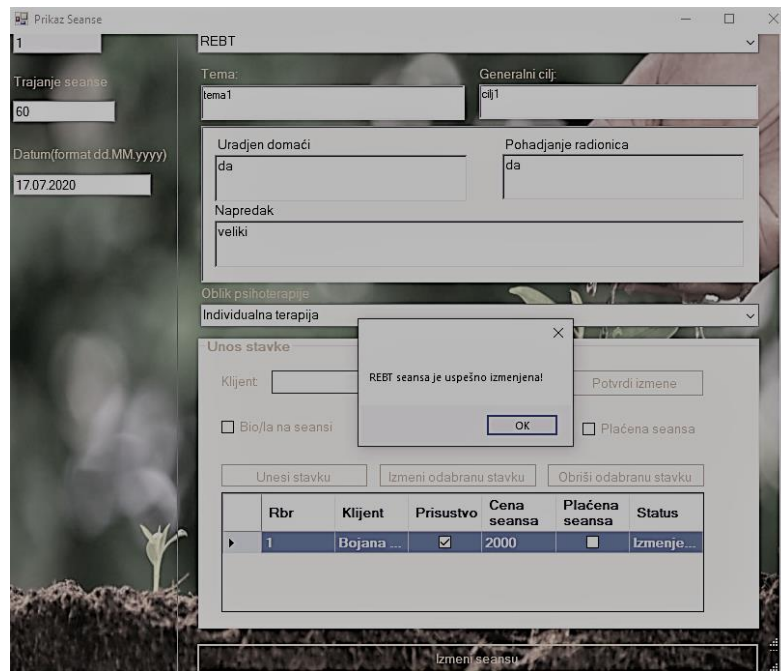 Prikaz Seanse
1
REBT
Trajanje seanse
60
Datum(format dd.MM.yyyy)
17.07.2020
Tema:
Generalni cilj:
tema1
cilj1
Uradjen domaći
Pohadjanje radionica
da
da
Napredak
veliki
Oblik psihoterapije
Individualna terapija
Unos stavke
Klijent:
Potvrdi izmene
Bio/la na seansi
Plaćena seansa
REBT seansa je uspešno izmenjena!
OK
Unesi stavku
Izmeni odabranu stavku
Obriši odabranu stavku
Rbr Klijent Prisustvo Cena seansa Plaćena seansa Status
1 Bojana ... 2000 Izmenje...
Izmeni seansu